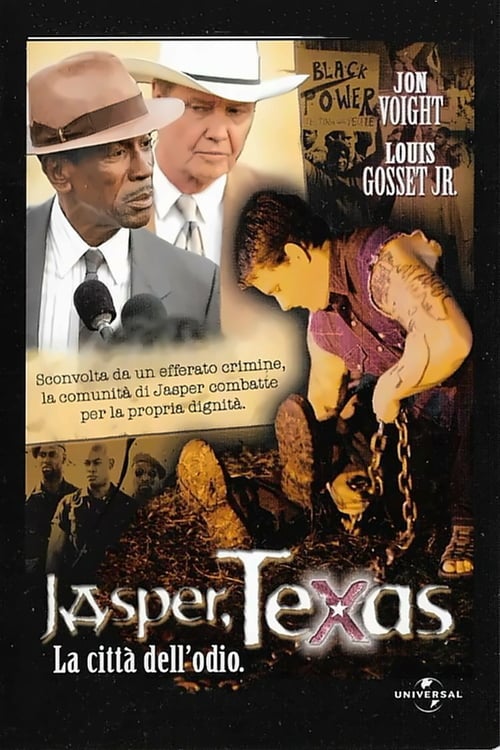 BLACK
POWER
JON
VOIGHT
LOUIS
GOSSET JR.
Sconvolta da un efferato crimine,
la comunità di Jasper combatte
per la propria dignità.
Jasper, Texas
La città dell'odio.
UNIVERSAL